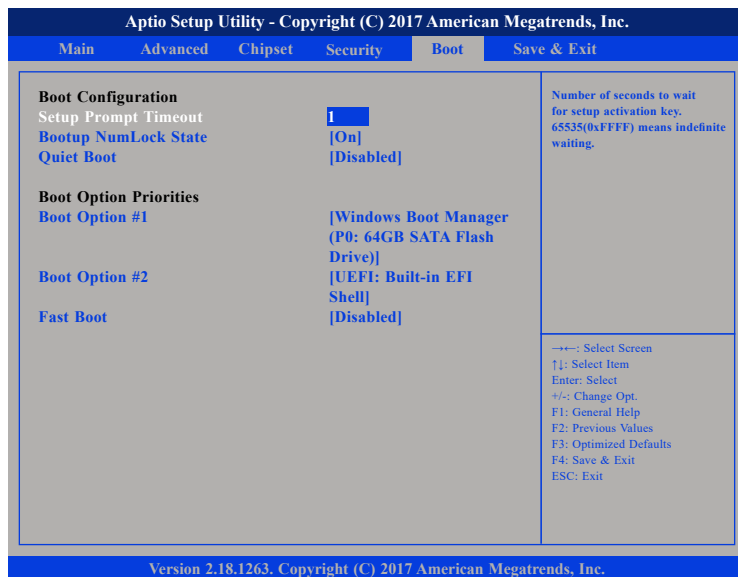 Aptio Setup Utility - Copyright (C) 2017 American Megatrends, Inc.
Main Advanced Chipset Security Boot Save & Exit
Boot Configuration
Setup Prompt Timeout 1
Bootup NumLock State [On]
Quiet Boot [Disabled]
Boot Option Priorities
Boot Option #1 [Windows Boot Manager
(P0: 64GB SATA Flash
Drive)]
Boot Option #2 [UEFI: Built-in EFI
Shell]
Fast Boot [Disabled]
Number of seconds to wait
for setup activation key.
65535(0xFFFF) means indefinite
waiting.
→←: Select Screen
↑↓: Select Item
Enter: Select
+/-: Change Opt.
F1: General Help
F2: Previous Values
F3: Optimized Defaults
F4: Save & Exit
ESC: Exit
Version 2.18.1263. Copyright (C) 2017 American Megatrends, Inc.